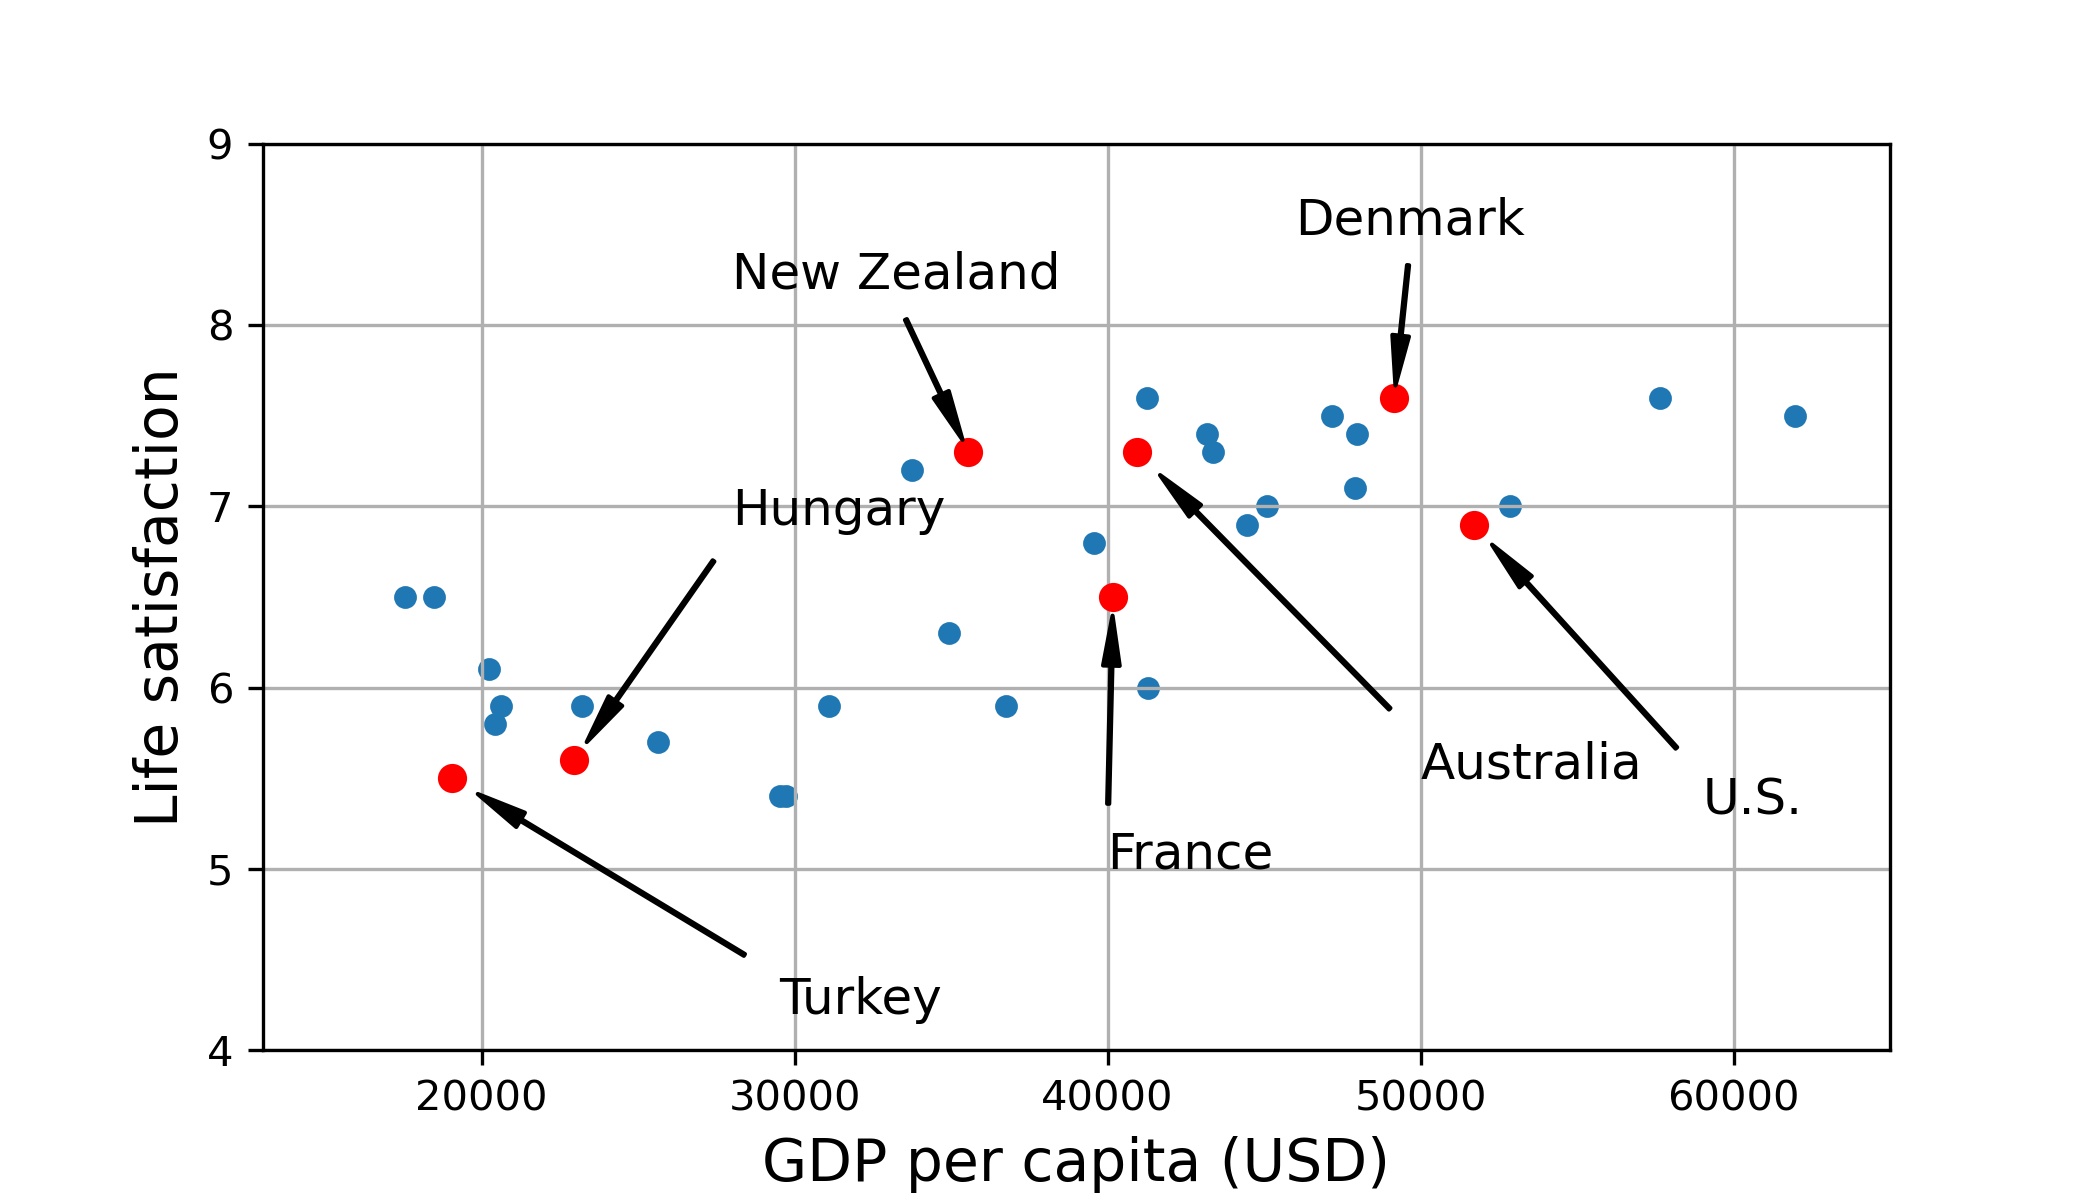 9
Denmark
New Zealand
8
Hungary
7
Life satisfaction
6
Australia
U.S.
France
5
Turkey
4
20000 30000 40000 50000 60000
GDP per capita (USD)